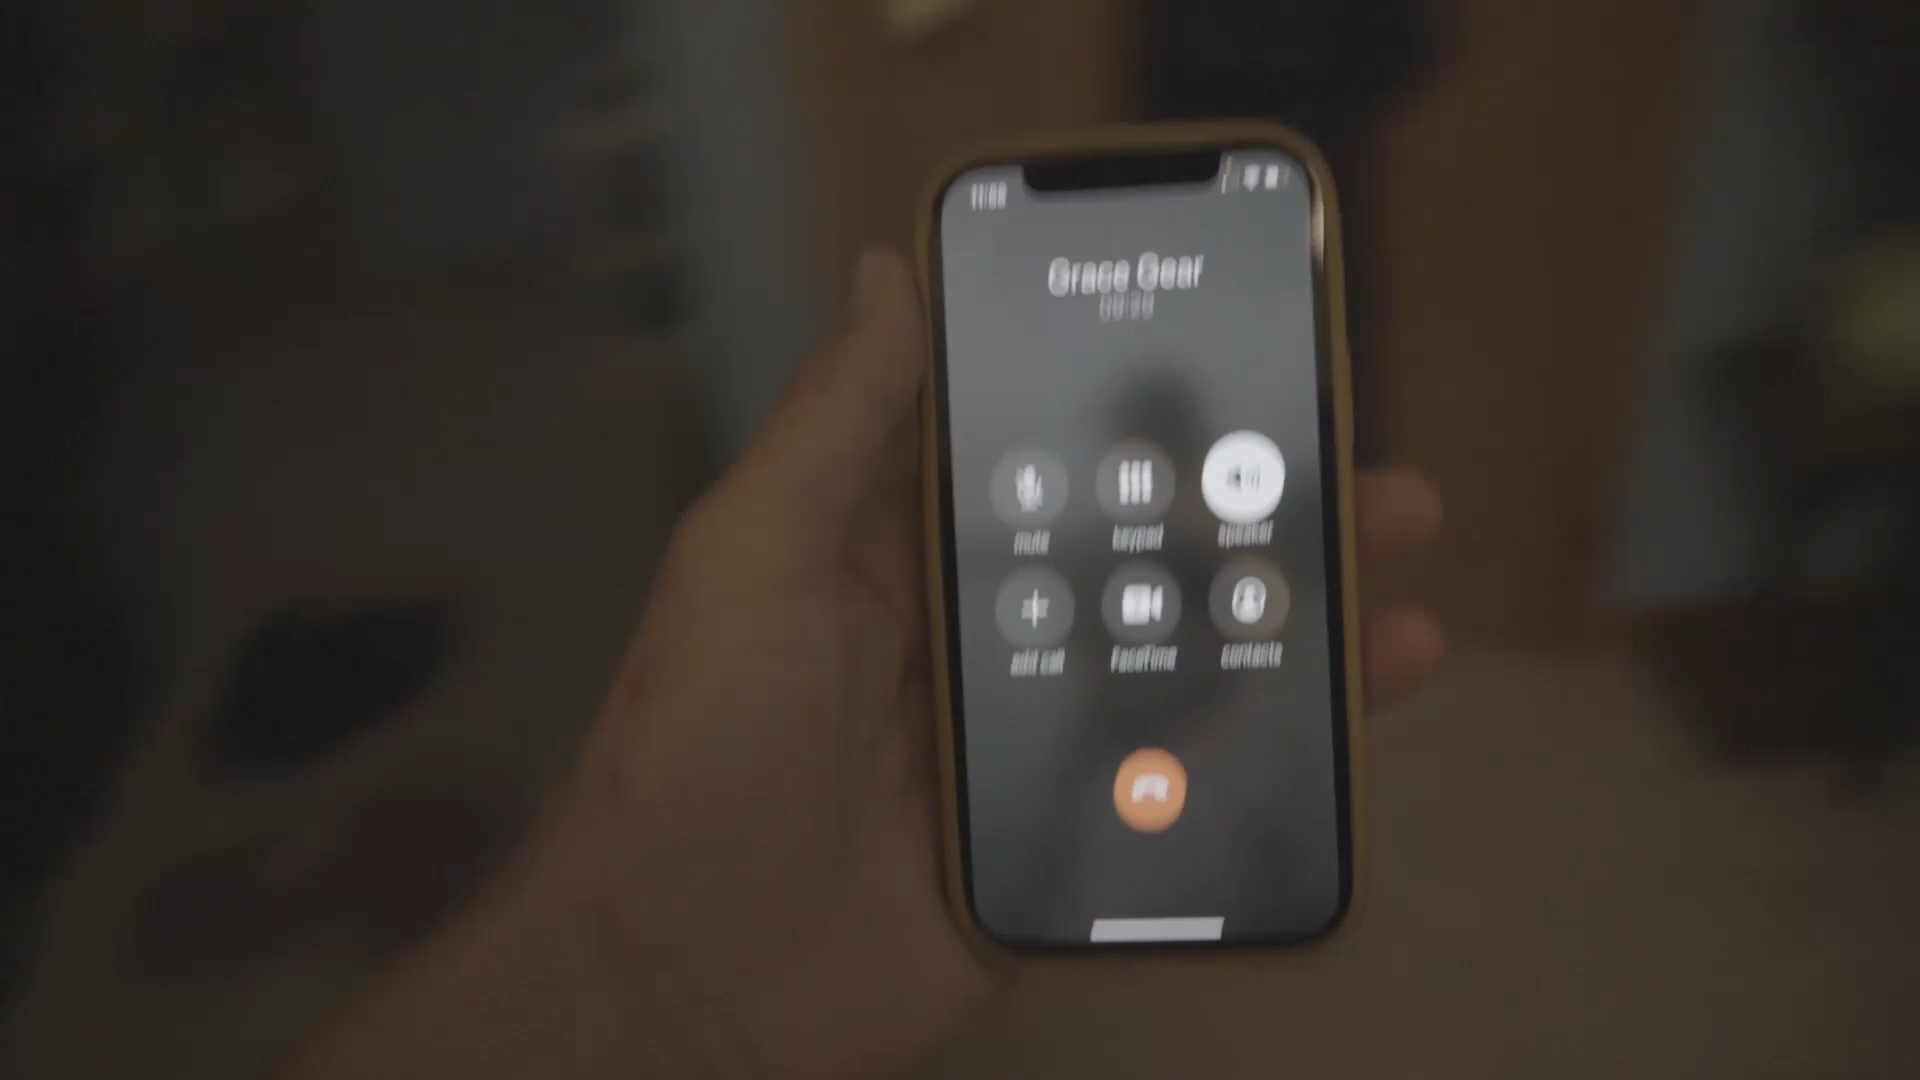 Grace Gear
mute
keypad
speaker
add call
FaceTime
contacts